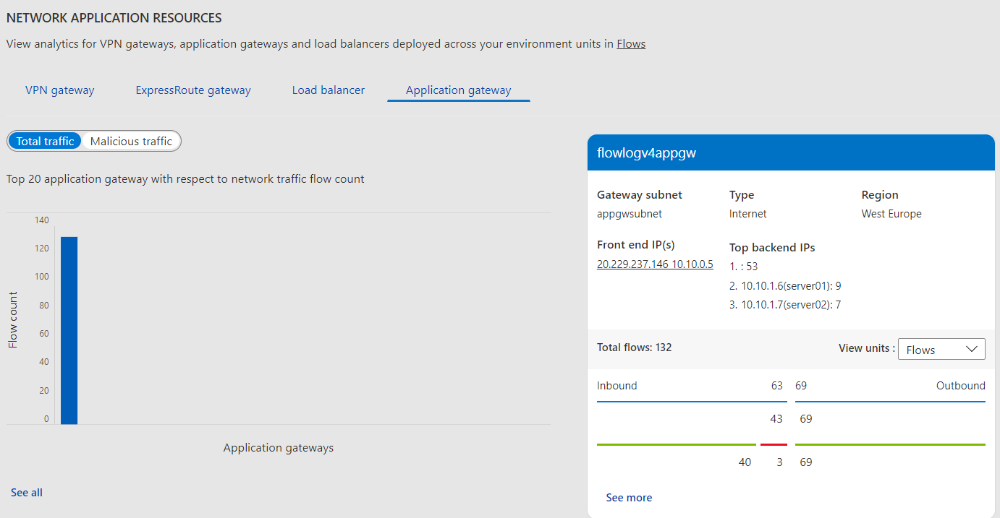 NETWORK APPLICATION RESOURCES
View analytics for VPN gateways, application gateways and load balancers deployed across your environment units in Flows
VPN gateway
ExpressRoute gateway
Load balancer
Application gateway
Total traffic
Malicious traffic
Top 20 application gateway with respect to network traffic flow count
140
120
100
80
60
40
20
0
Flow count
Application gateways
See all
flowlogv4appgw
Gateway subnet
appgwsubnet
Type
Internet
Region
West Europe
Front end IP(s)
20.229.237.146 10.10.0.5
Top backend IPs
1. : 53
2. 10.10.1.6(server01): 9
3. 10.10.1.7(server02): 7
Total flows: 132
View units : Flows
Inbound 63 69 Outbound
43 69
40 3 69
See more